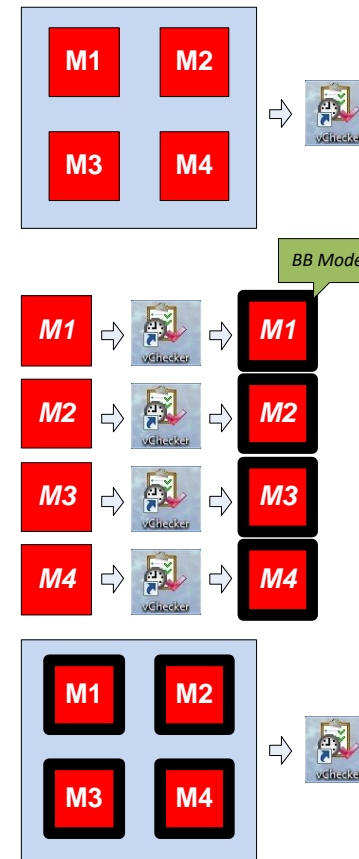 M1 M2
M3 M4
vChecker
BB Mode
M1 vChecker M1
M2 vChecker M2
M3 vChecker M3
M4 vChecker M4
M1 M2
M3 M4
vChecker